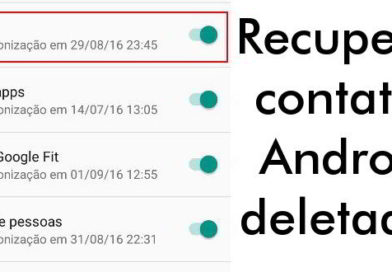 onização em 29/08/16 23:45
apps
onização em 14/07/16 13:05
Google Fit
onização em 01/09/16 12:55
e pessoas
onização em 31/08/16 22:31
Recupe
contat
Andro
deletad